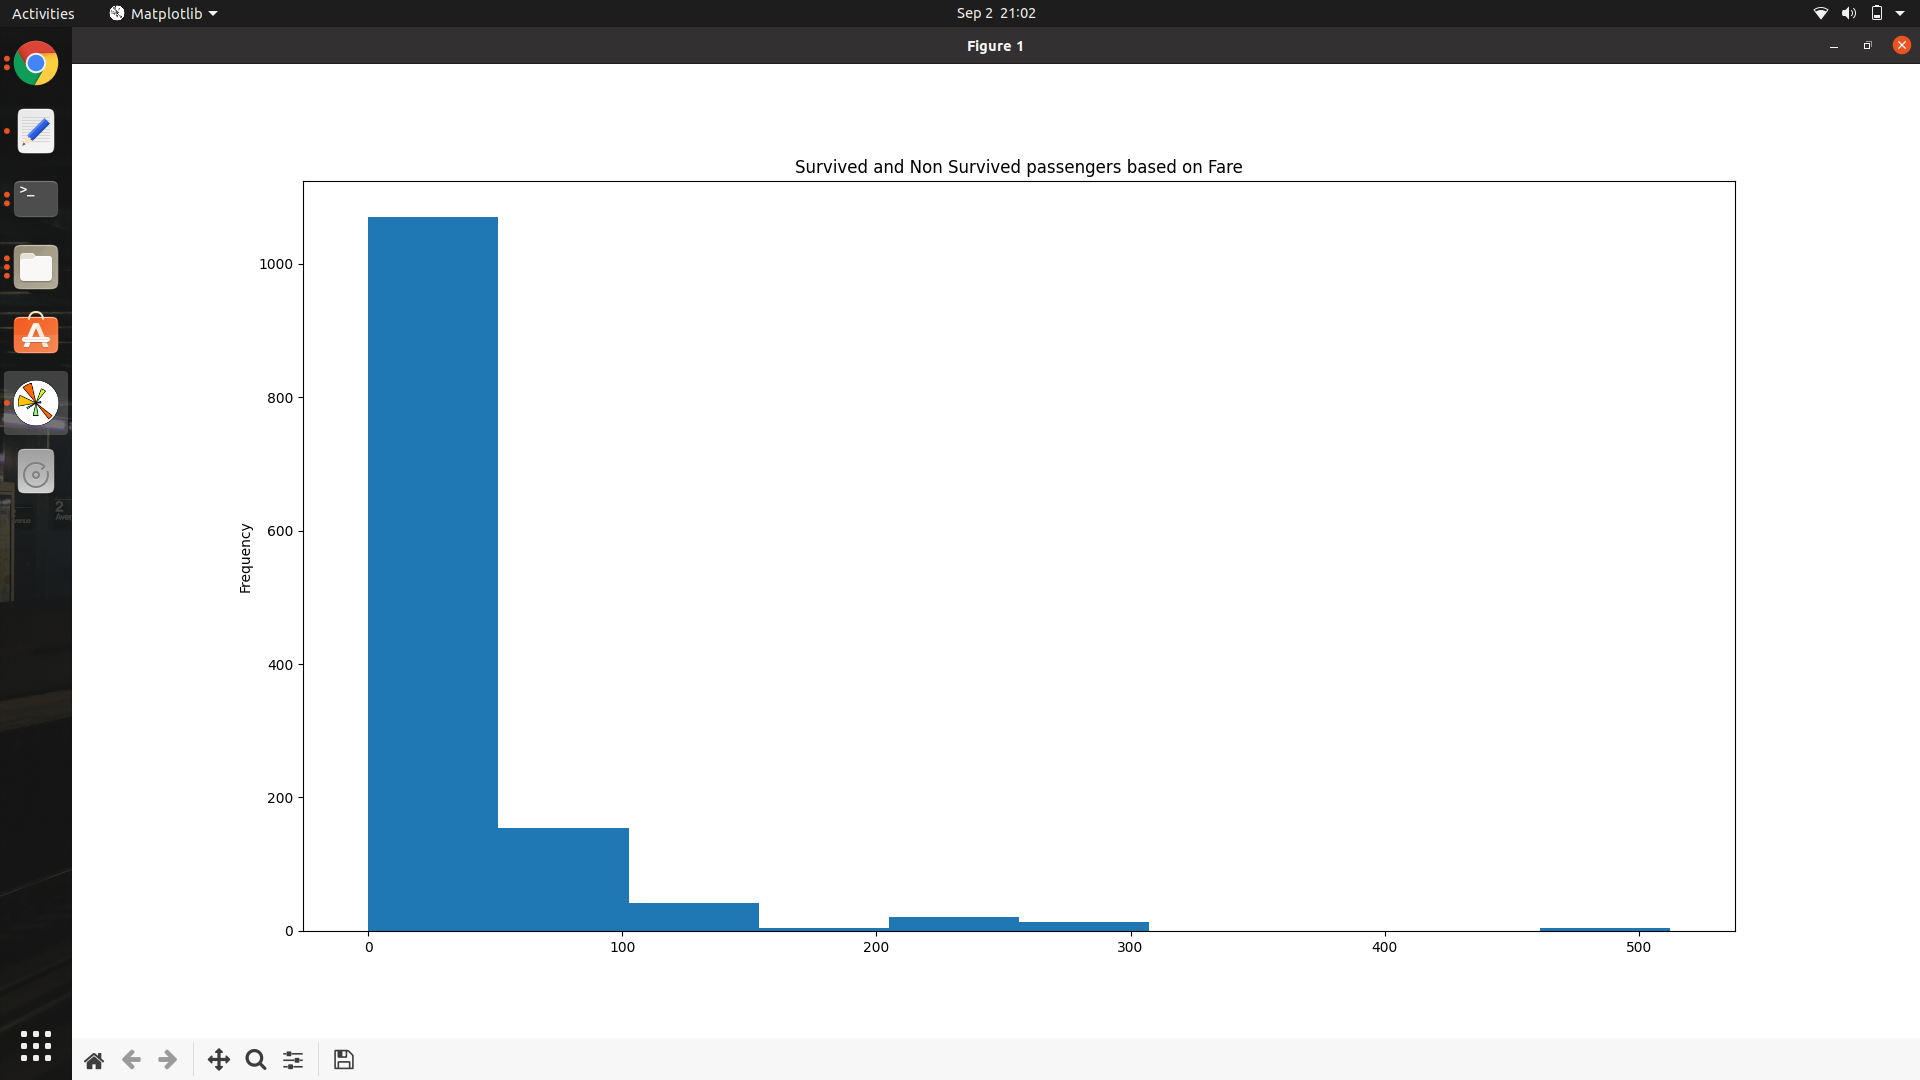 Activities
Matplotlib
Sep 2 21:02
Figure 1
>_
2
Survived and Non Survived passengers based on Fare
Frequency
1000
800
600
400
200
0
0
100
200
300
400
500